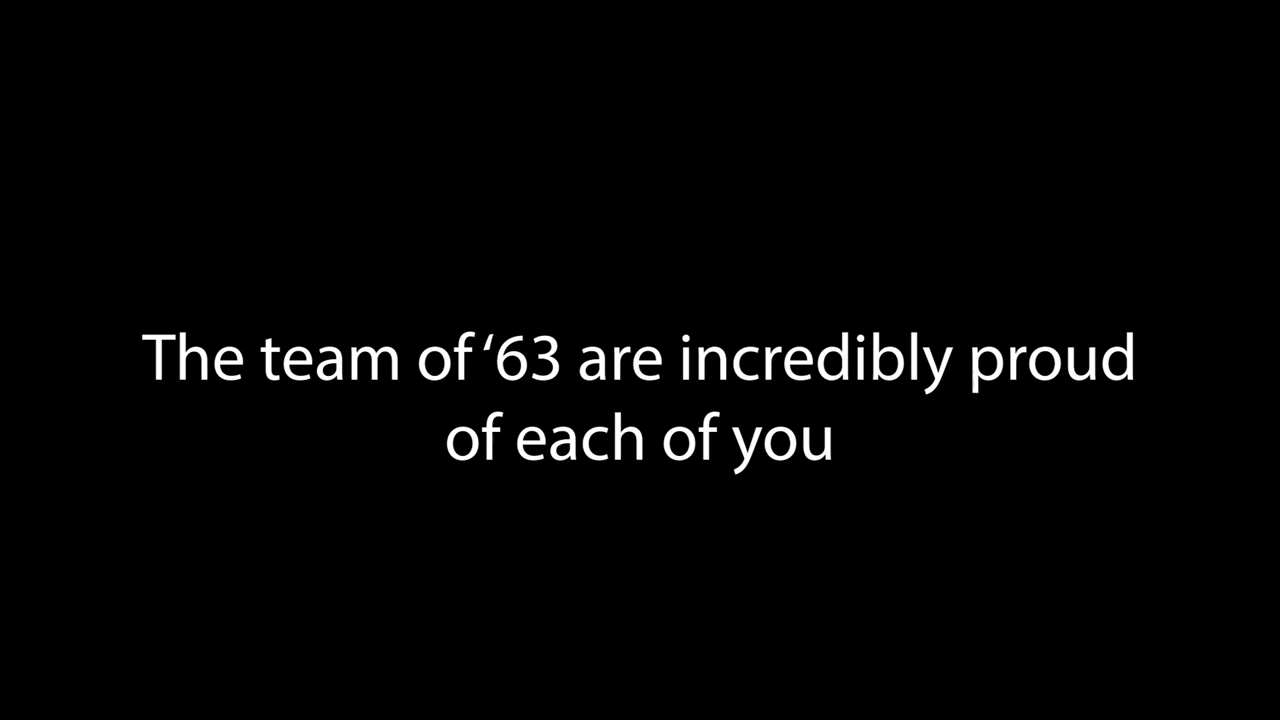 The team of ‘63 are incredibly proud
of each of you